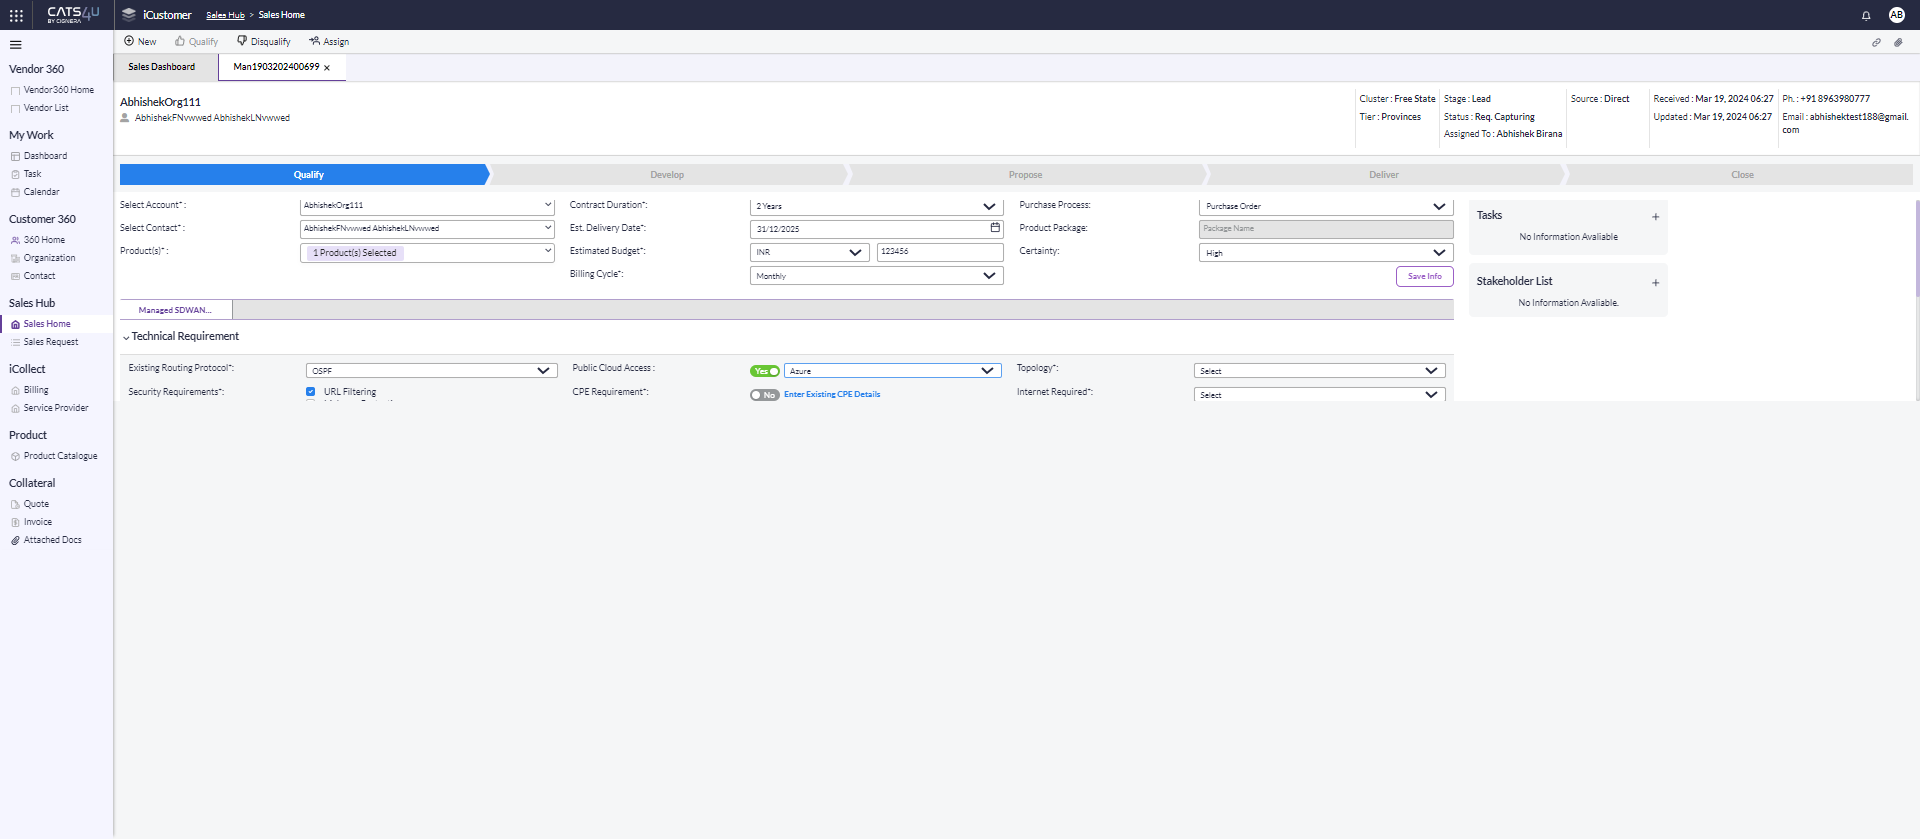 CATS4U
BY CIGNERA
iCustomer
Sales Hub > Sales Home
AB
New Qualify Disqualify Assign
Vendor 360
Vendor360 Home
Vendor List
My Work
Dashboard
Task
Calendar
Customer 360
360 Home
Organization
Contact
Sales Hub
Sales Home
Sales Request
iCollect
Billing
Service Provider
Product
Product Catalogue
Collateral
Quote
Invoice
Attached Docs
Sales Dashboard Man1903202400699 x
AbhishekOrg111
AbhishekFNvwwed AbhishekLNvwwed
Cluster : Free State
Tier : Provinces
Stage : Lead
Status : Req. Capturing
Assigned To : Abhishek Birana
Source : Direct
Received : Mar 19, 2024 06:27
Updated : Mar 19, 2024 06:27
Ph. : +91 8963980777
Email : abhishektest188@gmail.
com
Qualify Develop Propose Deliver Close
Select Account* : AbhishekOrg111
Select Contact* : AbhishekFNvwwed AbhishekLNvwwed
Product(s)* : 1 Product(s) Selected
Contract Duration*: 2 Years
Est. Delivery Date*: 31/12/2025
Estimated Budget*: INR 123456
Billing Cycle*: Monthly
Purchase Process: Purchase Order
Product Package: Package Name
Certainty: High
Save Info
Tasks +
No Information Avaliable
Stakeholder List +
No Information Avaliable.
Managed SDWAN...
Technical Requirement
Existing Routing Protocol*: OSPF
Public Cloud Access : Yes Azure
Topology*: Select
Security Requirements*: URL Filtering
CPE Requirement*: No Enter Existing CPE Details
Internet Required*: Select